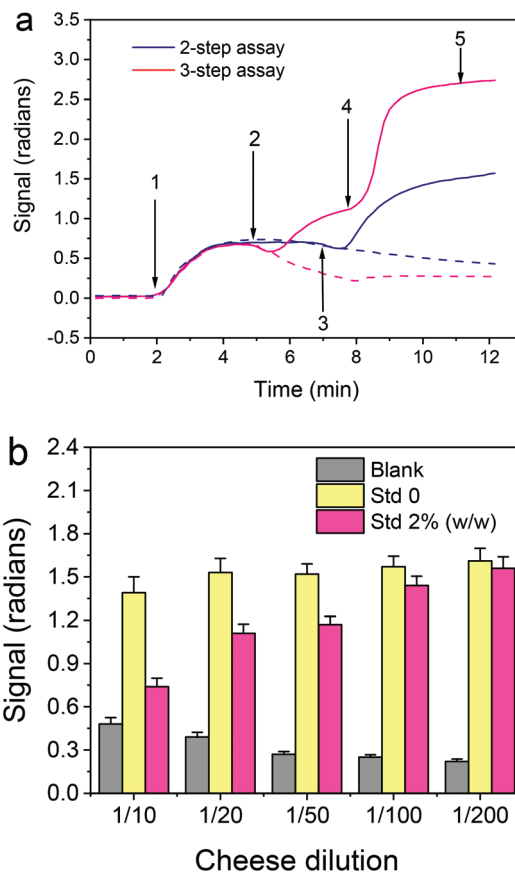 a
3.5
3.0
2.5
2.0
1.5
1.0
0.5
0.0
-0.5
Signal (radians)
2-step assay
3-step assay
1
2
3
4
5
0 2 4 6 8 10 12
Time (min)
b
2.4
2.1
1.8
1.5
1.2
0.9
0.6
0.3
0.0
Signal (radians)
Blank
Std 0
Std 2% (w/w)
1/10 1/20 1/50 1/100 1/200
Cheese dilution